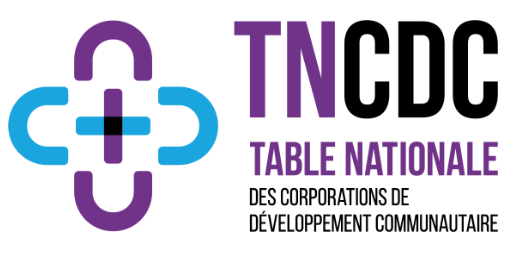 TNCDC
TABLE NATIONALE
DES CORPORATIONS DE
DÉVELOPPEMENT COMMUNAUTAIRE